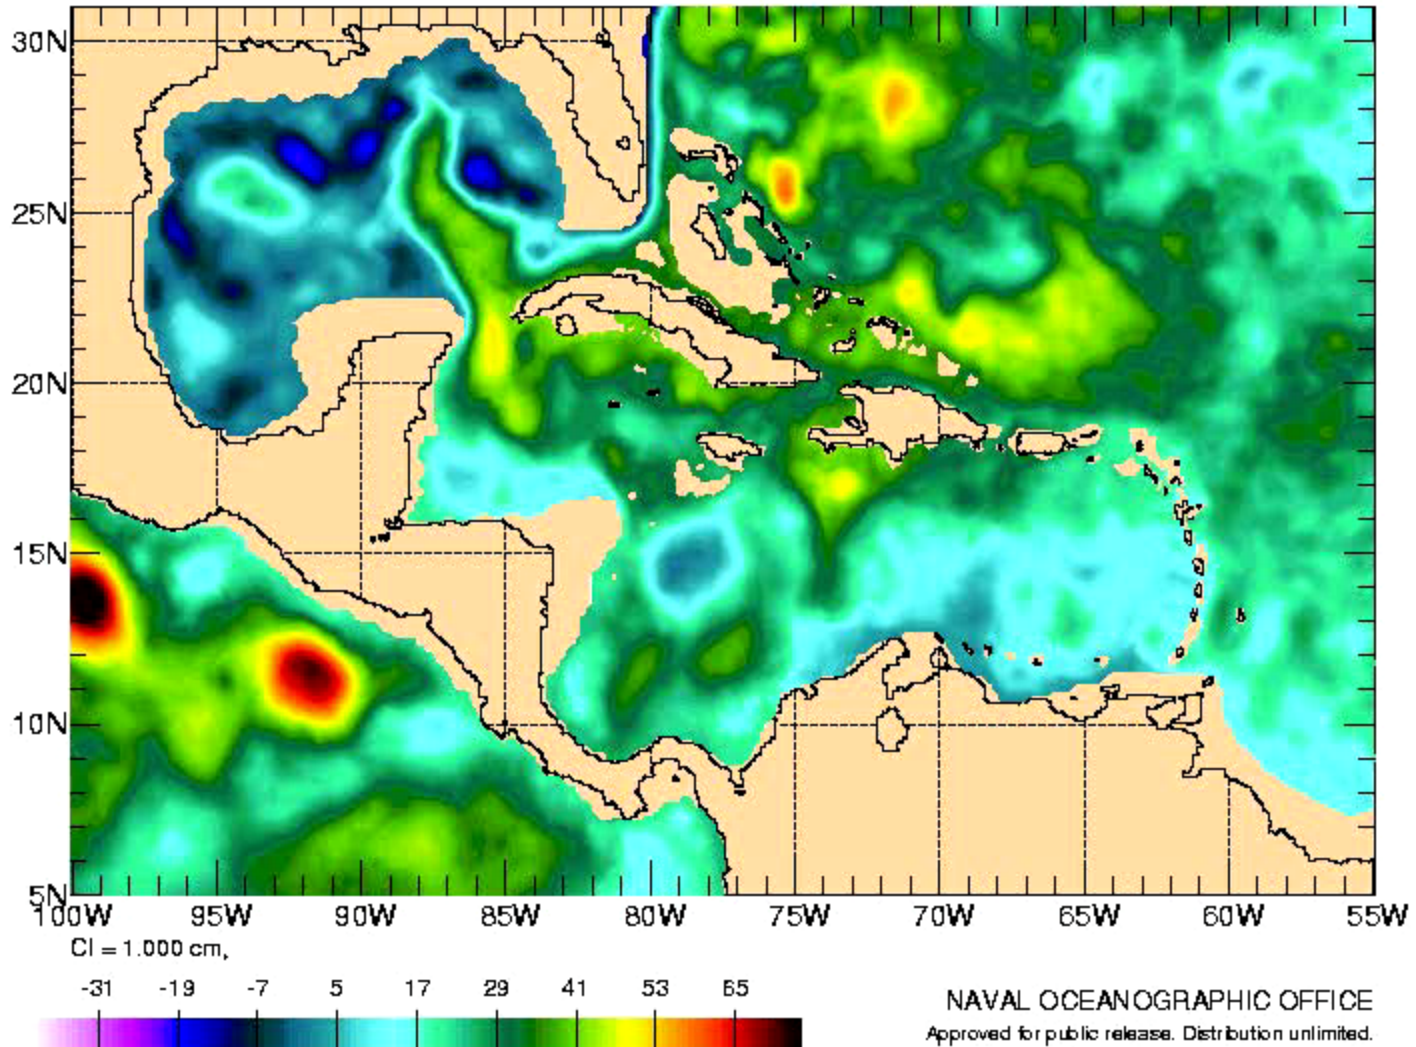 30N
25N
20N
15N
10N
5N
100W 95W 90W 85W 80W 75W 70W 65W 60W 55W
CI = 1.000 cm,
-31 -19 -7 5 17 29 41 53 65
NAVAL OCEANOGRAPHIC OFFICE
Approved for public release. Distribution unlimited.